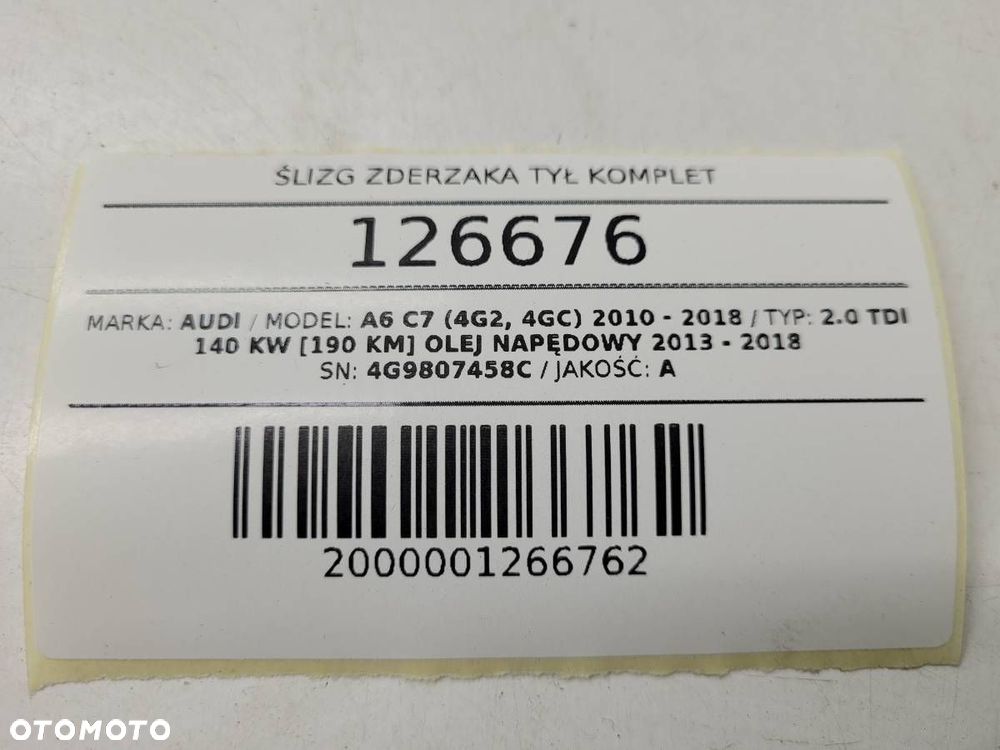 ŚLIZG ZDERZAKA TYŁ KOMPLET
126676
MARKA: AUDI / MODEL: A6 C7 (4G2, 4GC) 2010 - 2018 / TYP: 2.0 TDI
140 KW [190 KM] OLEJ NAPĘDOWY 2013 - 2018
SN: 4G9807458C / JAKOŚĆ: A
2000001266762
OTOMOTO